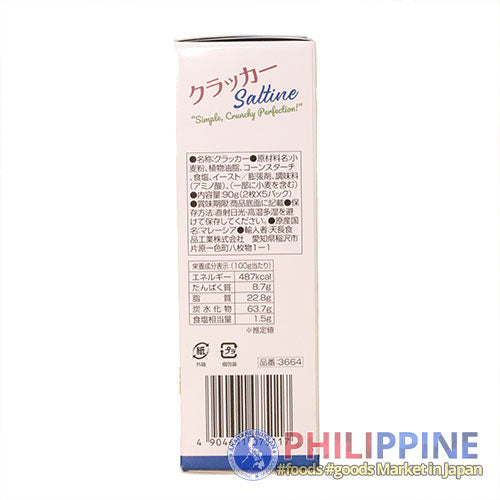 クラッカー
Saltine
"Simple, Crunchy Perfection!"
●名称:クラッカー●原材料名:小
麦粉、植物油脂、コーンスターチ
、食塩、イースト/膨張剤、調味料
(アミノ酸)、(一部に小麦を含む)
●内容量:90g(2枚X5パック)
●賞味期限:商品底面に記載●保
存方法:直射日光・高温多湿を避
けて保存してください。●原産国
名:マレーシア●輸入者:天長食
品工業株式会社 愛知県稲沢市
片原一色町八枚物1-1
栄養成分表示(100g当たり)
エネルギー 487kcal
たんぱく質 8.7g
脂質 22.8g
炭水化物 63.7g
食塩相当量 1.5g
※推定値
紙 プラ
外箱 個包装
品番:3664
PHILIPPINE
#foods #goods Market in Japan